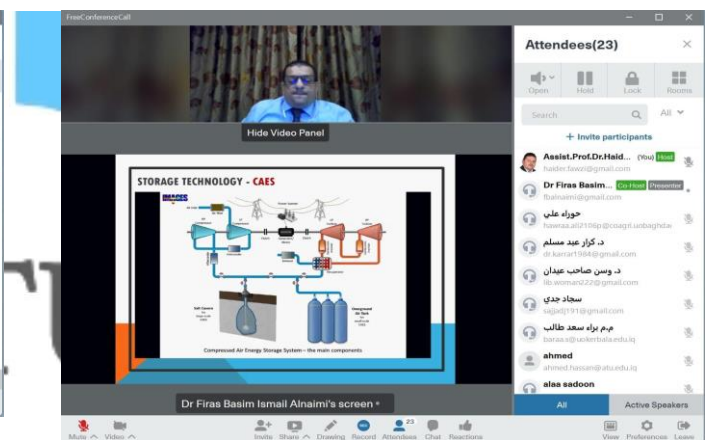 FreeConferenceCall
Hide Video Panel
STORAGE TECHNOLOGY - CAES
IMAGES
Compressed Air Energy Storage System – the main components
Dr Firas Basim Ismail Alnaimi's screen
Attendees(23)
Open
Hold
Lock
Rooms
Search
All
+ Invite participants
Assist.Prof.Dr.Haid... (You) Host
haider.fawzi@gmail.com
Dr Firas Basim... Co-Host Presenter
fbalnaimi@gmail.com
حوراء علي
د. كرار عبد مسلم
dr.karrar1984@gmail.com
د. وسن صاحب عيدان
lib.woman222@gmail.com
سجاد جدي
sajjadj191@gmail.com
م.م براء سعد طالب
baraa.s@uokerbala.edu.iq
ahmed
ahmed.hassan@atu.edu.iq
alaa sadoon
All
Active Speakers
Mute
Video
Invite
Share
Drawing
Record
23
Attendees
Chat
Reactions
View
Preferences
Leave